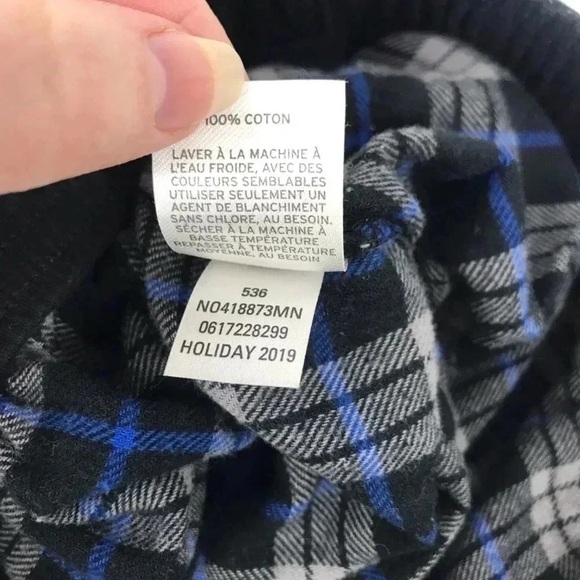 100% COTON
LAVER À LA MACHINE À
L'EAU FROIDE, AVEC DES
COULEURS SEMBLABLES
UTILISER SEULEMENT UN
AGENT DE BLANCHIMENT
SANS CHLORE, AU BESOIN.
SÉCHER À LA MACHINE À
BASSE TEMPÉRATURE
REPASSER À TEMPÉRATURE
MOYENNE, AU BESOIN
536
NO418873MN
0617228299
HOLIDAY 2019